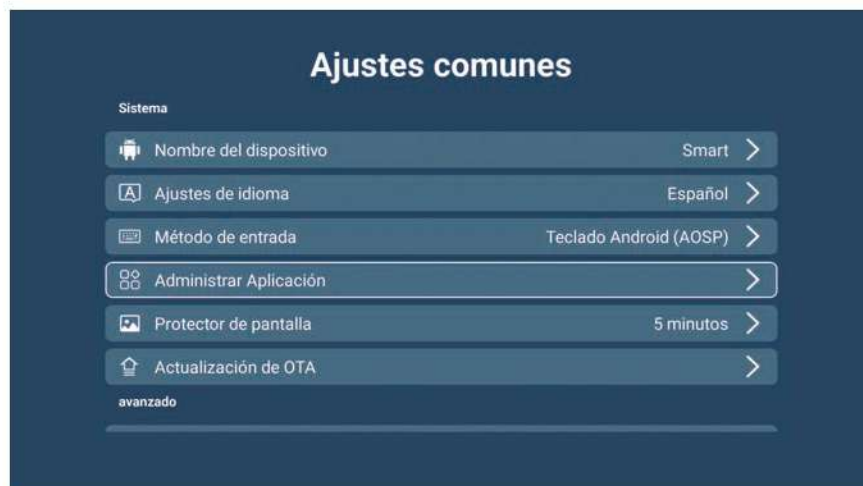 Ajustes comunes
Sistema
Nombre del dispositivo Smart
Ajustes de idioma Español
Método de entrada Teclado Android (AOSP)
Administrar Aplicación
Protector de pantalla 5 minutos
Actualización de OTA
avanzado